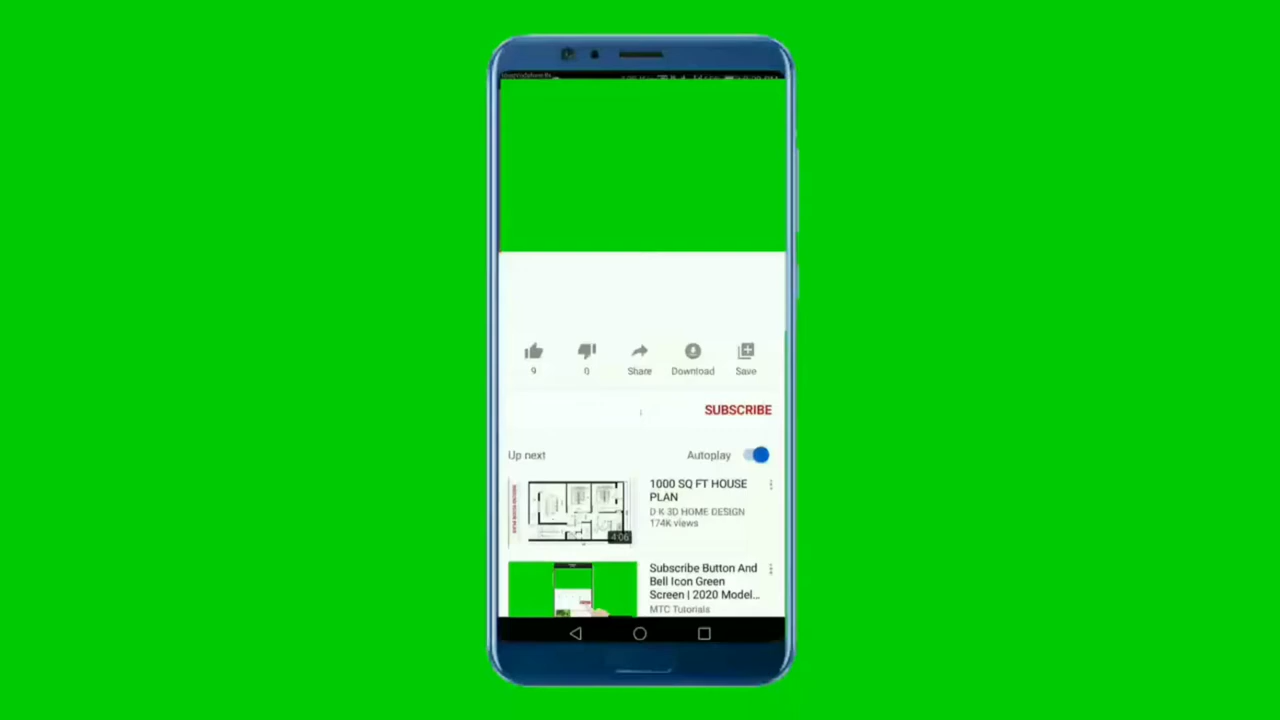 9
0
Share
Download
Save
SUBSCRIBE
Up next
Autoplay
1000 SQ FT HOUSE
PLAN
D K 3D HOME DESIGN
174K views
4:06
Subscribe Button And
Bell Icon Green
Screen | 2020 Model...
MTC Tutorials